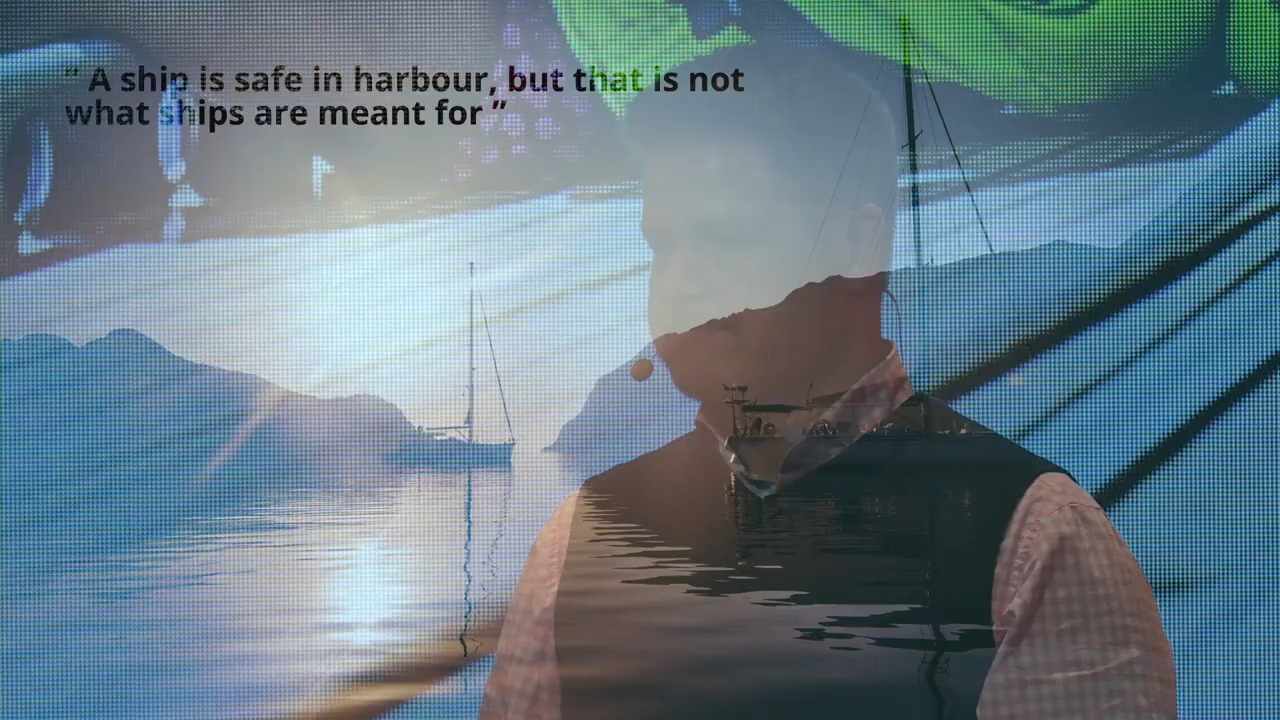 " A ship is safe in harbour, but that is not
what ships are meant for "